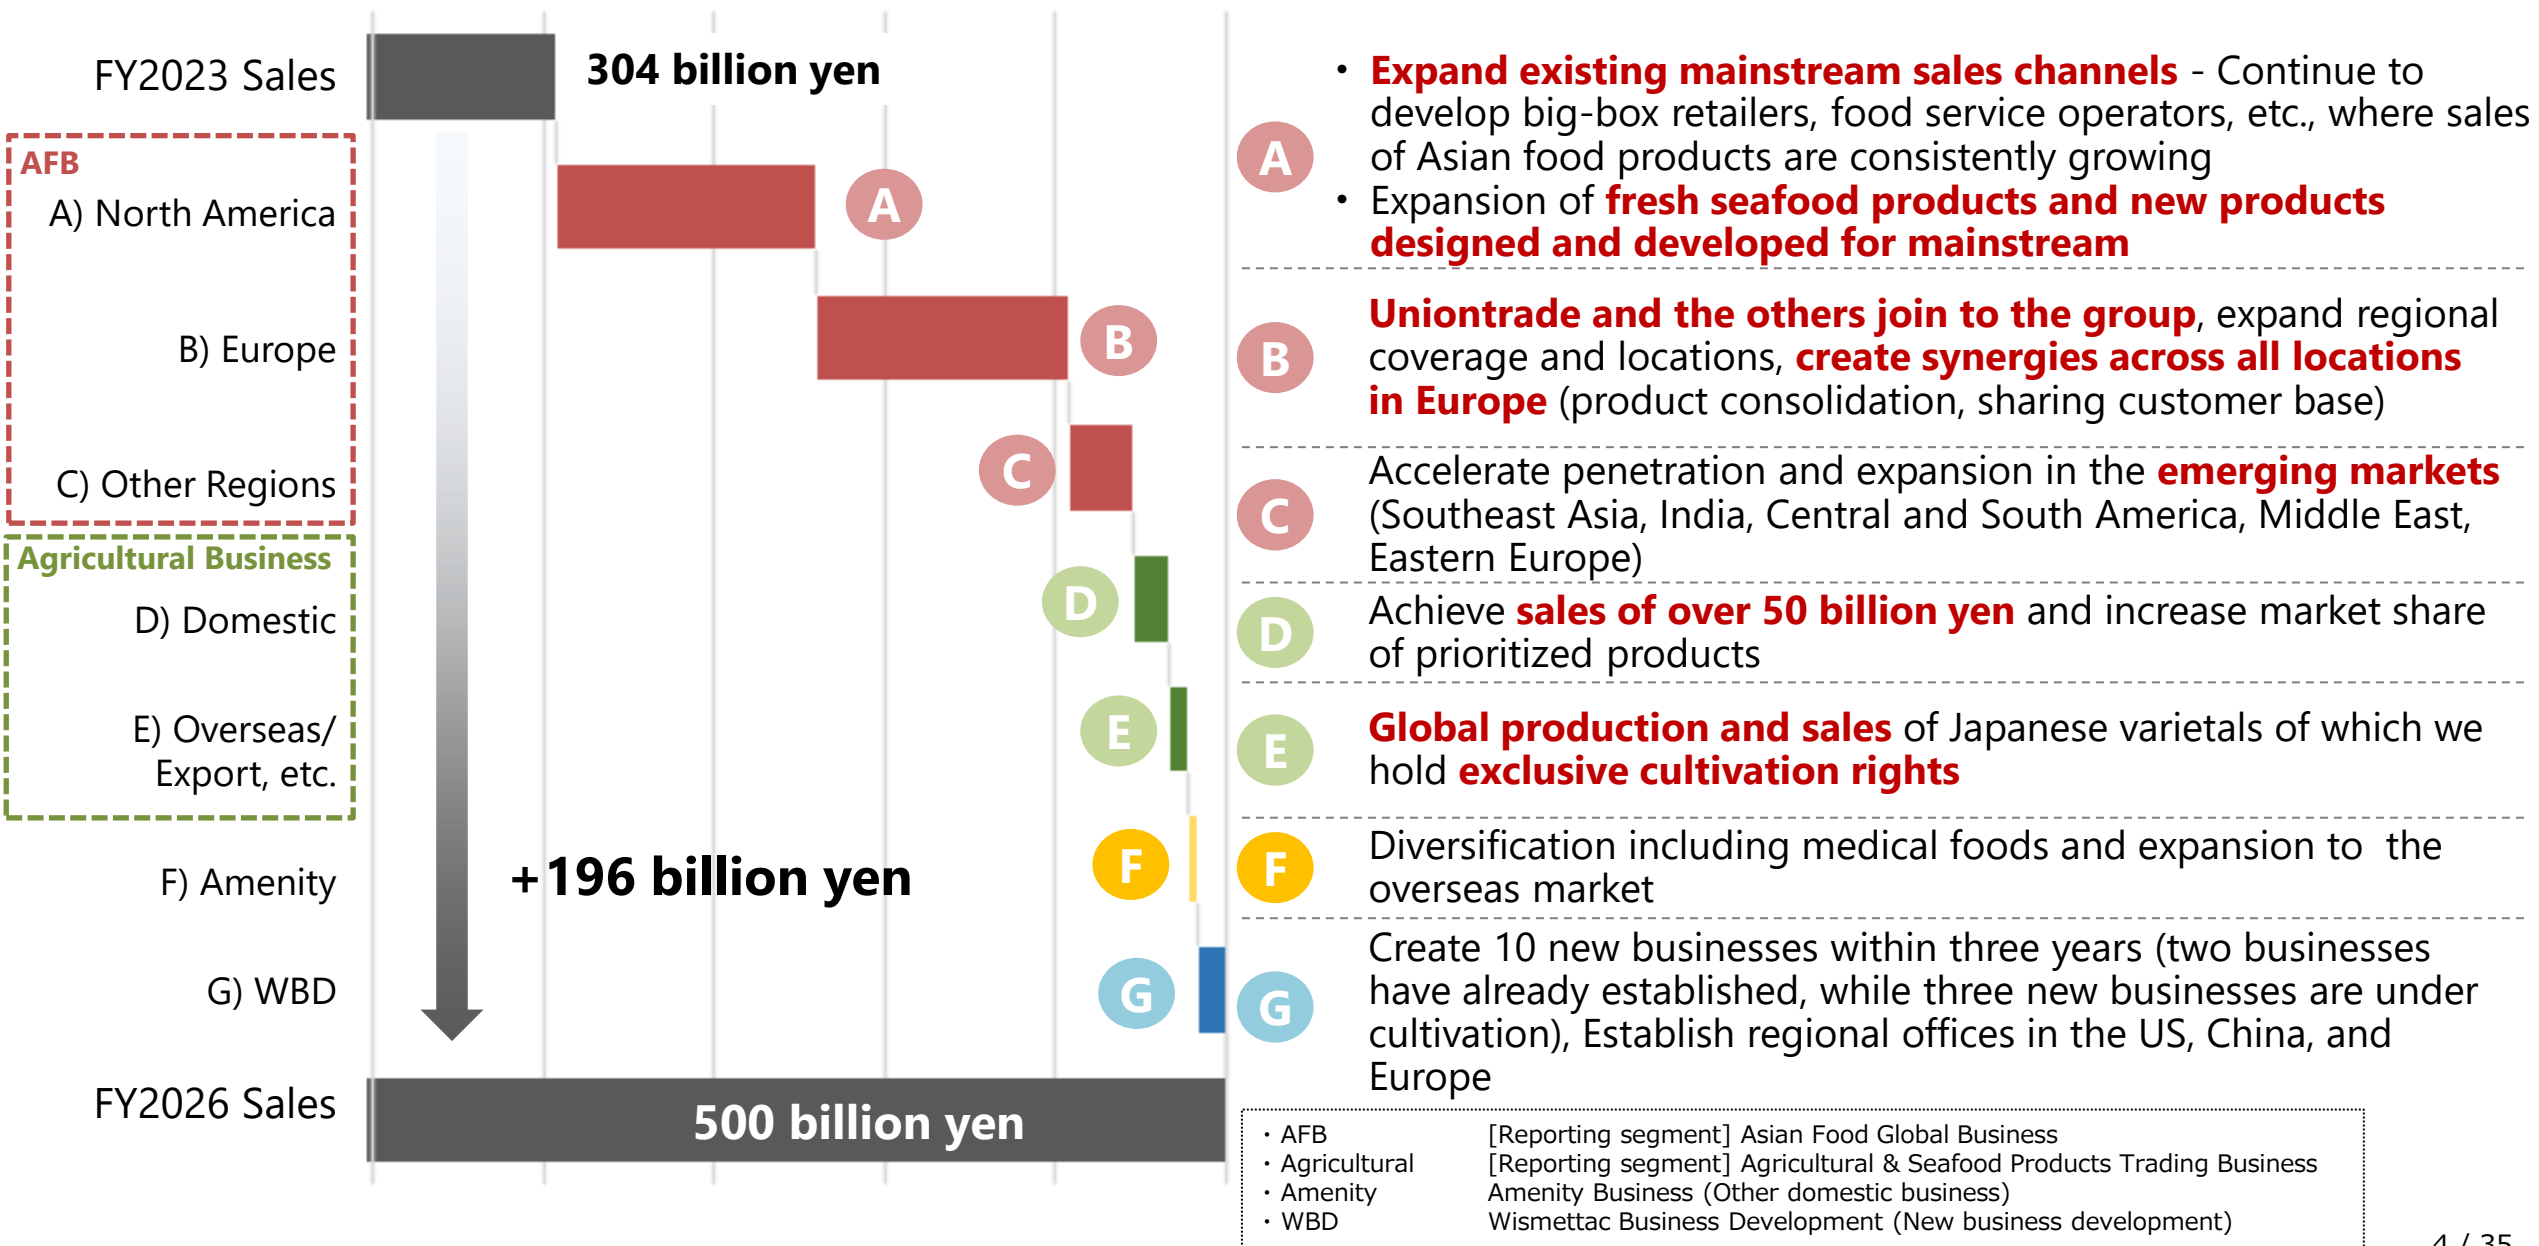 FY2023 Sales
304 billion yen
AFB
A) North America
A
B) Europe
B
C) Other Regions
C
Agricultural Business
D) Domestic
D
E) Overseas/
Export, etc.
E
F) Amenity
F
+196 billion yen
G) WBD
G
FY2026 Sales
500 billion yen
A
・Expand existing mainstream sales channels - Continue to
develop big-box retailers, food service operators, etc., where sales
of Asian food products are consistently growing
・Expansion of fresh seafood products and new products
designed and developed for mainstream
B
Uniontrade and the others join to the group, expand regional
coverage and locations, create synergies across all locations
in Europe (product consolidation, sharing customer base)
C
Accelerate penetration and expansion in the emerging markets
(Southeast Asia, India, Central and South America, Middle East,
Eastern Europe)
D
Achieve sales of over 50 billion yen and increase market share
of prioritized products
E
Global production and sales of Japanese varietals of which we
hold exclusive cultivation rights
F
Diversification including medical foods and expansion to the
overseas market
G
Create 10 new businesses within three years (two businesses
have already established, while three new businesses are under
cultivation), Establish regional offices in the US, China, and
Europe
・AFB [Reporting segment] Asian Food Global Business
・Agricultural [Reporting segment] Agricultural & Seafood Products Trading Business
・Amenity Amenity Business (Other domestic business)
・WBD Wismettac Business Development (New business development)
4 / 35